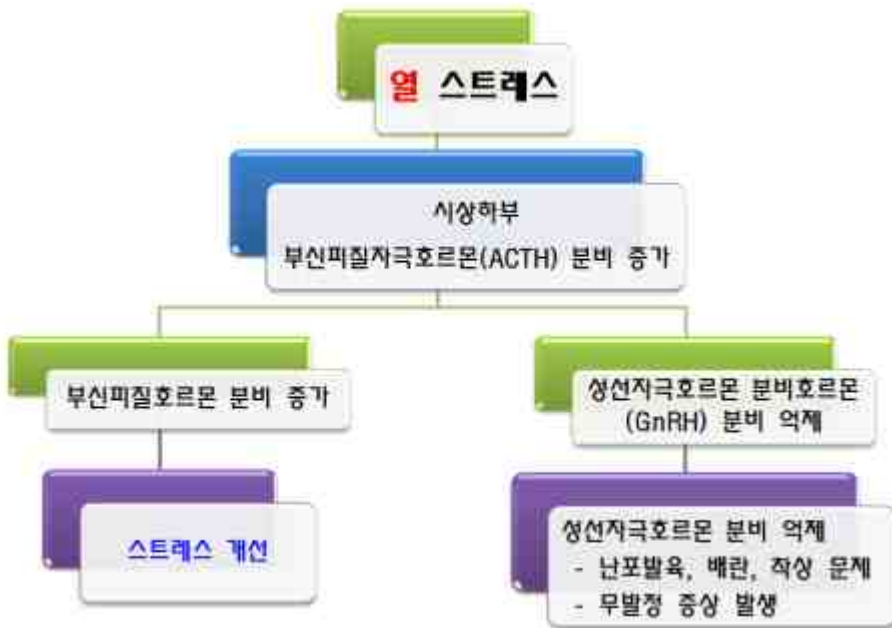 열 스트레스
시상하부
부신피질자극호르몬(ACTH) 분비 증가
부신피질호르몬 분비 증가
성선자극호르몬 분비호르몬
(GnRH) 분비 억제
스트레스 개선
성선자극호르몬 분비 억제
- 난포발육, 배란, 착상 문제
- 무발정 증상 발생